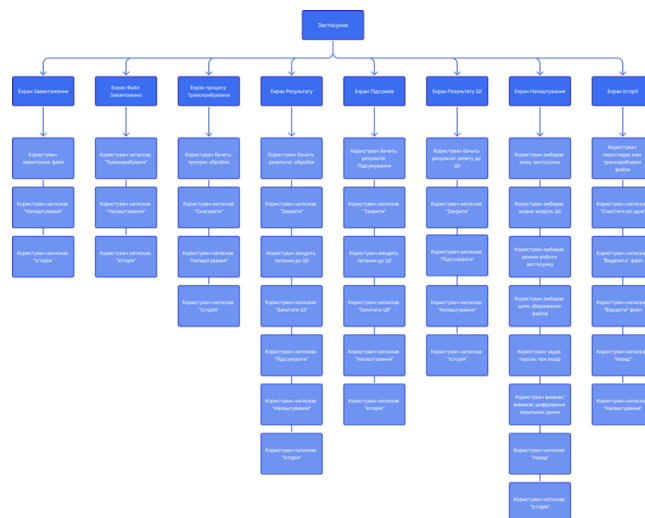 Застосунок
Екран Завантаження
Екран Файл
Завантажено
Екран процесу
Транскрибування
Екран Результату
Екран Підсумків
Екран Результату ШІ
Екран Налаштування
Екран Історії
Користувач
завантажує файл
Користувач натискає
"Налаштування"
Користувач натискає
"Історія"
Користувач натискає
"Транскрибувати"
Користувач натискає
"Налаштування"
Користувач натискає
"Історія"
Користувач бачить
прогрес обробки
Користувач натискає
"Скасувати"
Користувач натискає
"Налаштування"
Користувач натискає
"Історія"
Користувач бачить
результат обробки
Користувач натискає
"Закрити"
Користувач вводить
питання до ШІ
Користувач натискає
"Запитати ШІ"
Користувач натискає
"Підсумувати"
Користувач натискає
"Налаштування"
Користувач натискає
"Історія"
Користувач бачить
результат
Підсумування
Користувач натискає
"Закрити"
Користувач вводить
питання до ШІ
Користувач натискає
"Запитати ШІ"
Користувач натискає
"Налаштування"
Користувач натискає
"Історія"
Користувач бачить
результат запиту до
ШІ
Користувач натискає
"Закрити"
Користувач натискає
"Підсумувати"
Користувач натискає
"Налаштування"
Користувач натискає
"Історія"
Користувач вибирає
мову застосунку
Користувач вибирає
мовну модель ШІ
Користувач вибирає
режим роботи
застосунку
Користувач вибирає
шлях збереження
файлів
Користувач задає
пароль при вході
Користувач вмикає/
вимикає шифрування
локальних даних
Користувач натискає
"Назад"
Користувач натискає
"Історія"
Користувач
переглядає вже
транскрибовані
файли
Користувач натискає
"Очистити всі дані"
Користувач натискає
"Видалити" файл
Користувач натискає
"Відкрити" файл
Користувач натискає
"Назад"
Користувач натискає
"Налаштування"